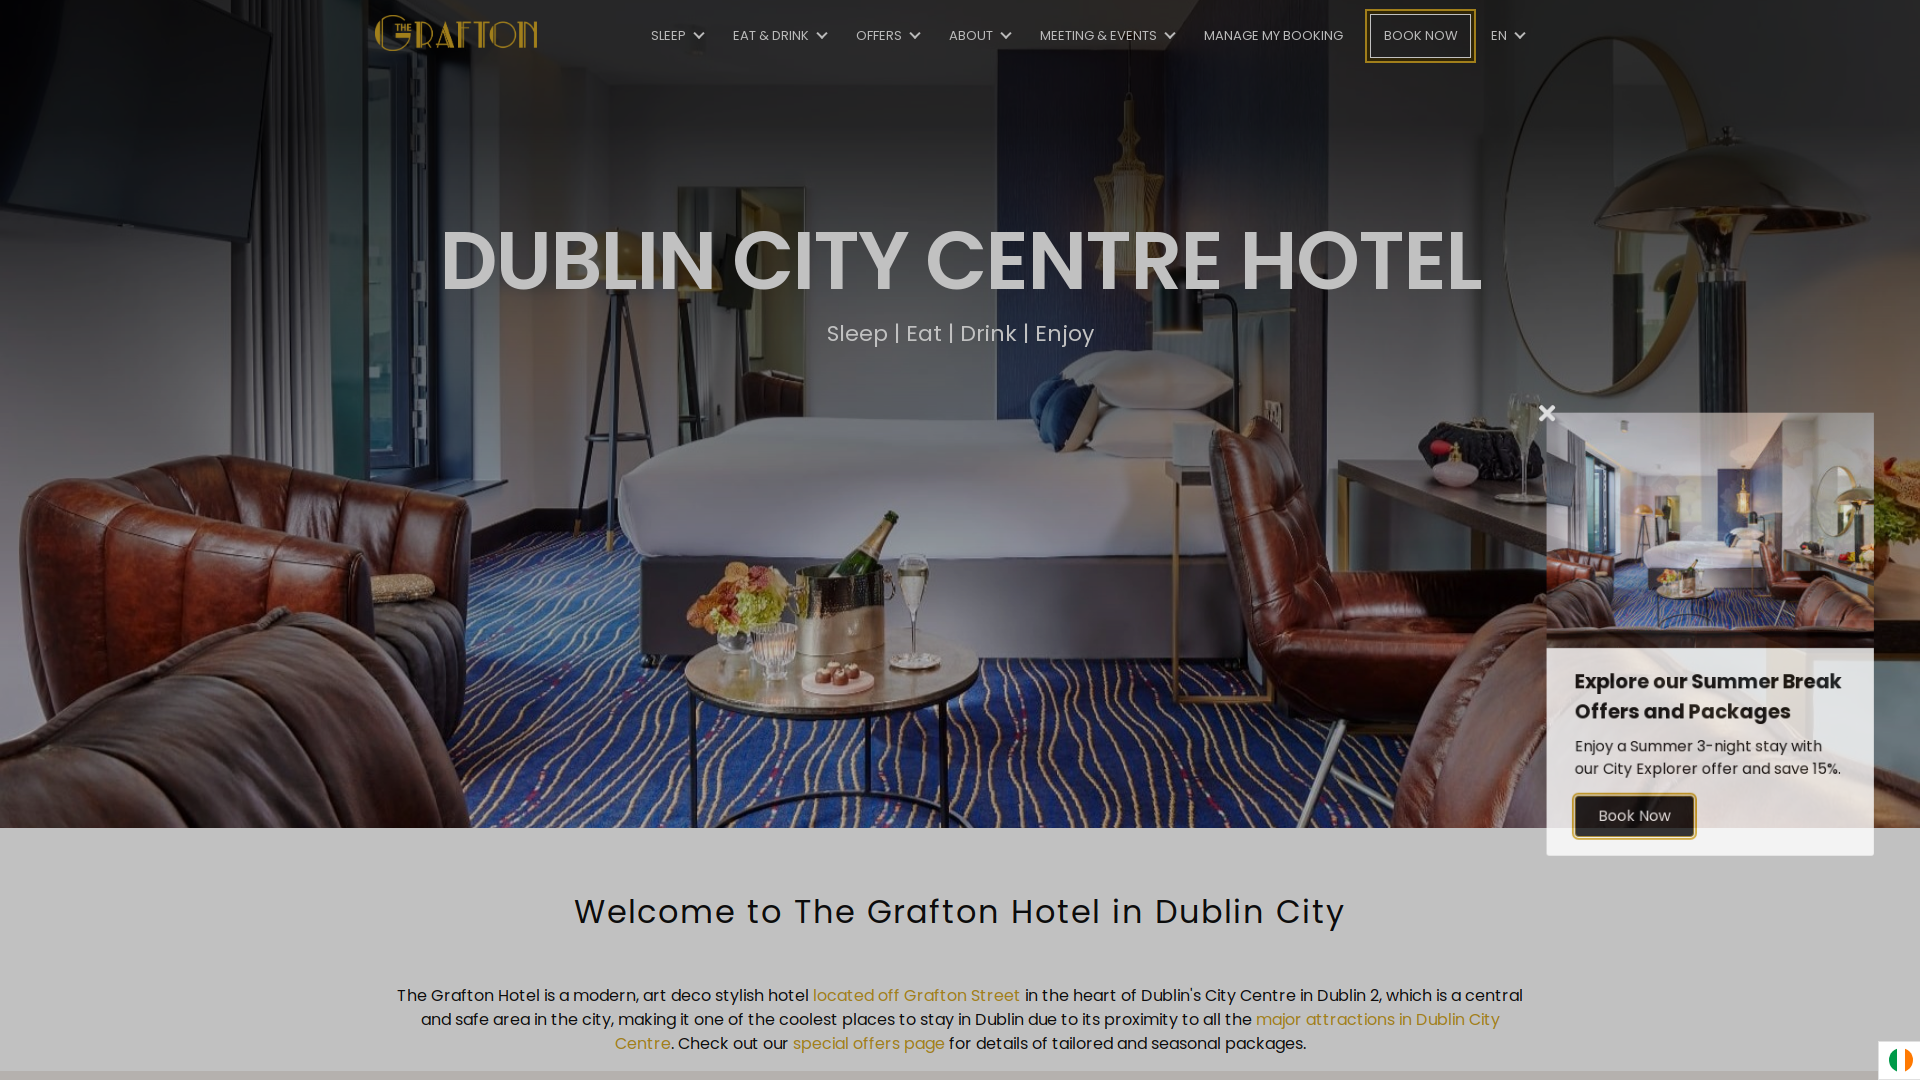 THE GRAFTON
SLEEP
EAT & DRINK
OFFERS
ABOUT
MEETING & EVENTS
MANAGE MY BOOKING
BOOK NOW
EN
DUBLIN CITY CENTRE HOTEL
Sleep | Eat | Drink | Enjoy
Explore our Summer Break
Offers and Packages
Enjoy a Summer 3-night stay with
our City Explorer offer and save 15%.
Book Now
Welcome to The Grafton Hotel in Dublin City
The Grafton Hotel is a modern, art deco stylish hotel located off Grafton Street in the heart of Dublin's City Centre in Dublin 2, which is a central
and safe area in the city, making it one of the coolest places to stay in Dublin due to its proximity to all the major attractions in Dublin City
Centre. Check out our special offers page for details of tailored and seasonal packages.